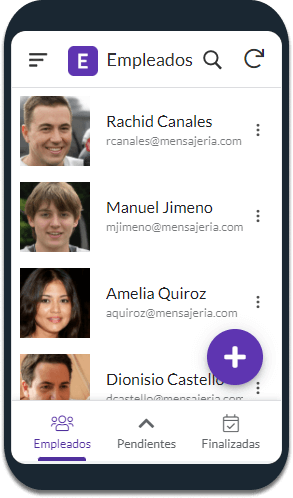 E Empleados
Rachid Canales
rcanales@mensajeria.com
Manuel Jimeno
mjimeno@mensajeria.com
Amelia Quiroz
aquiroz@mensajeria.com
Dionisio Castello
dcastello@mensajeria.com
Empleados Pendientes Finalizadas